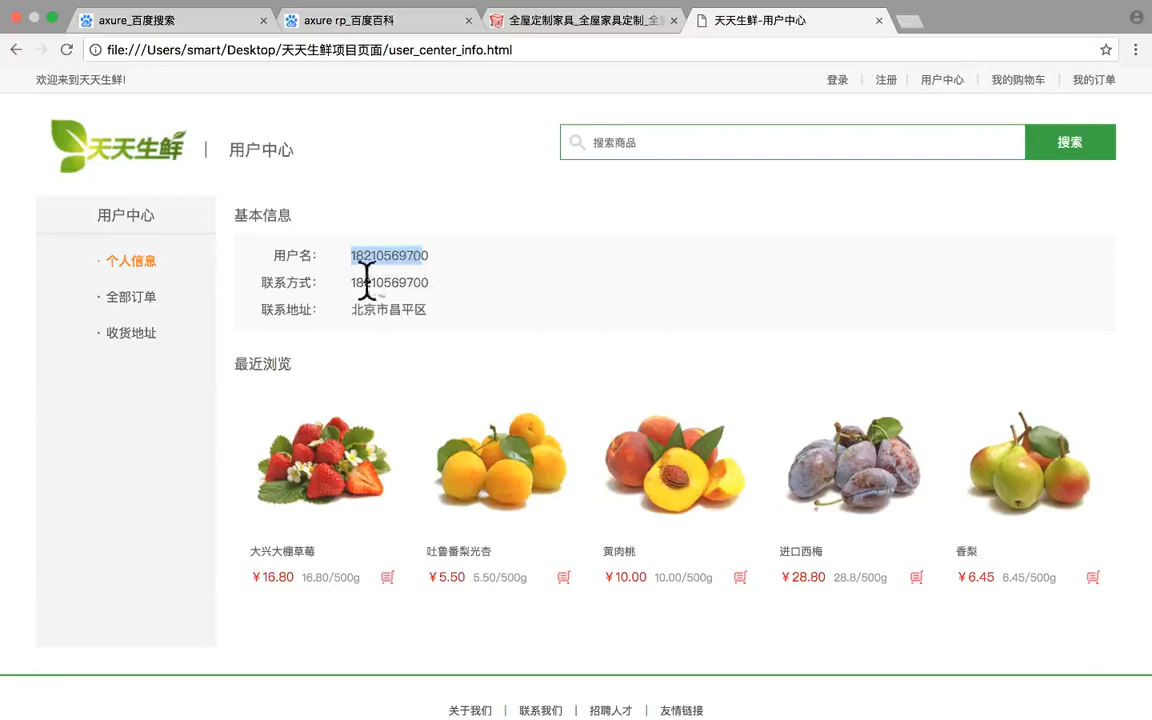 axure_百度搜索
axure rp_百度百科
全屋定制家具_全屋家具定制_全
天天生鲜-用户中心
file:///Users/smart/Desktop/天天生鲜项目页面/user_center_info.html
欢迎来到天天生鲜!
登录 | 注册 | 用户中心 | 我的购物车 | 我的订单
天天生鲜 | 用户中心
搜索商品
搜索
用户中心
· 个人信息
· 全部订单
· 收货地址
基本信息
用户名： 18210569700
联系方式： 18210569700
联系地址： 北京市昌平区
最近浏览
大兴大棚草莓
￥16.80 16.80/500g
吐鲁番梨光杏
￥5.50 5.50/500g
黄肉桃
￥10.00 10.00/500g
进口西梅
￥28.80 28.8/500g
香梨
￥6.45 6.45/500g
关于我们 | 联系我们 | 招聘人才 | 友情链接